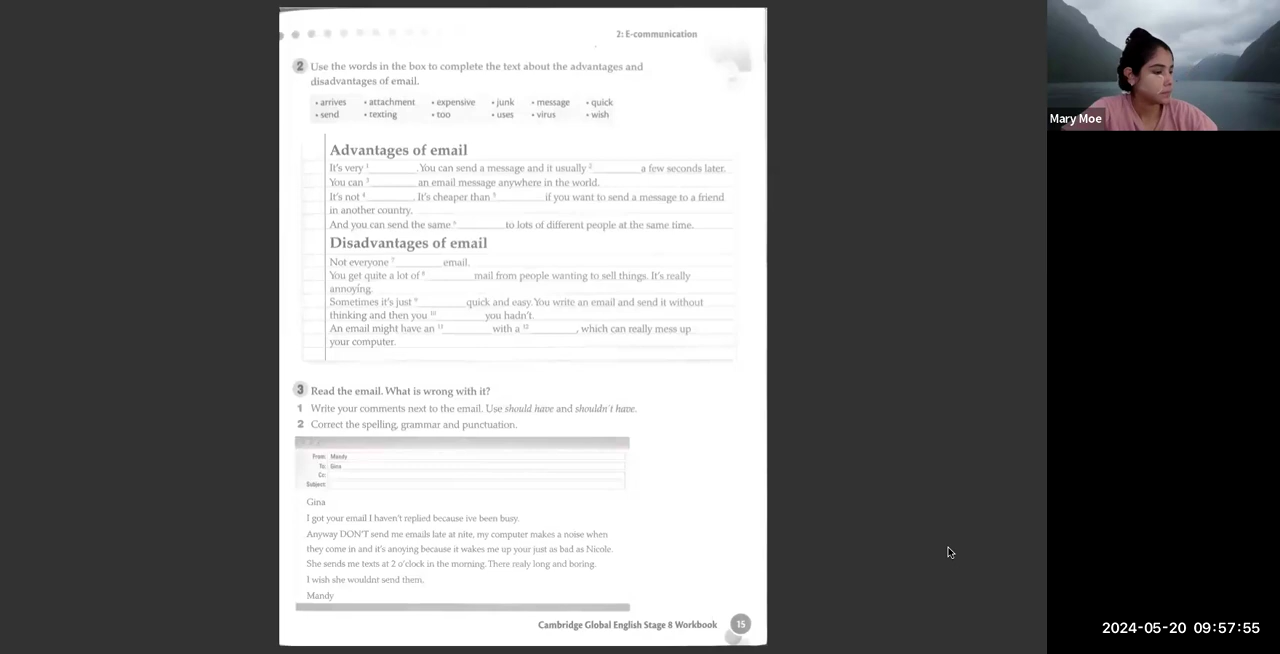 2: E-communication
2 Use the words in the box to complete the text about the advantages and
disadvantages of email.
• arrives • attachment • expensive • junk • message • quick
• send • texting • too • uses • virus • wish
Advantages of email
It's very 1________. You can send a message and it usually 2________ a few seconds later.
You can 3________ an email message anywhere in the world.
It's not 4________. It's cheaper than 5________ if you want to send a message to a friend
in another country.
And you can send the same 6________ to lots of different people at the same time.
Disadvantages of email
Not everyone 7________ email.
You get quite a lot of 8________ mail from people wanting to sell things. It's really
annoying.
Sometimes it's just 9________ quick and easy. You write an email and send it without
thinking and then you 10________ you hadn't.
An email might have an 11________ with a 12________, which can really mess up
your computer.
3 Read the email. What is wrong with it?
1 Write your comments next to the email. Use should have and shouldn't have.
2 Correct the spelling, grammar and punctuation.
From: Mandy
To: Gina
Cc:
Subject:
Gina
I got your email I haven't replied because ive been busy.
Anyway DON'T send me emails late at nite, my computer makes a noise when
they come in and it's anoying because it wakes me up your just as bad as Nicole.
She sends me texts at 2 o'clock in the morning. There realy long and boring.
I wish she wouldnt send them.
Mandy
Cambridge Global English Stage 8 Workbook 15
Mary Moe
2024-05-20 09:57:55